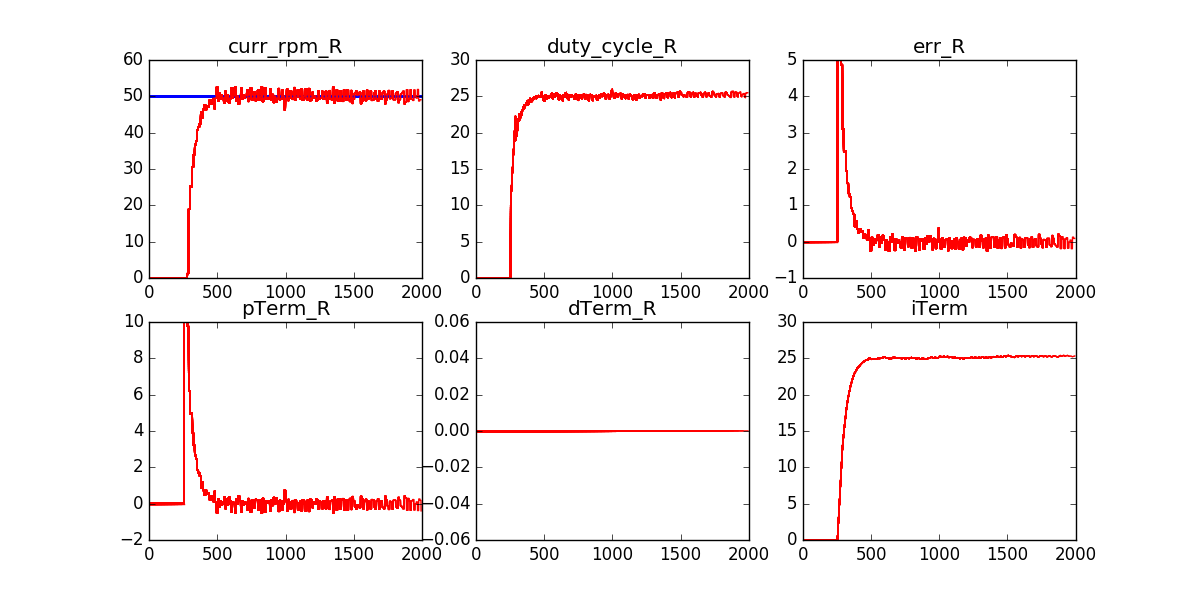 curr_rpm_R duty_cycle_R err_R
60 30 5
50 25 4
40 20 3
30 15 2
20 10 1
10 5 0
0 0 −1
0 500 1000 1500 2000 0 500 1000 1500 2000 0 500 1000 1500 2000
pTerm_R dTerm_R iTerm
10 0.06 30
8 0.04 25
6 0.02 20
4 0.00 15
2 −0.02 10
0 −0.04 5
−2 −0.06 0
0 500 1000 1500 2000 0 500 1000 1500 2000 0 500 1000 1500 2000